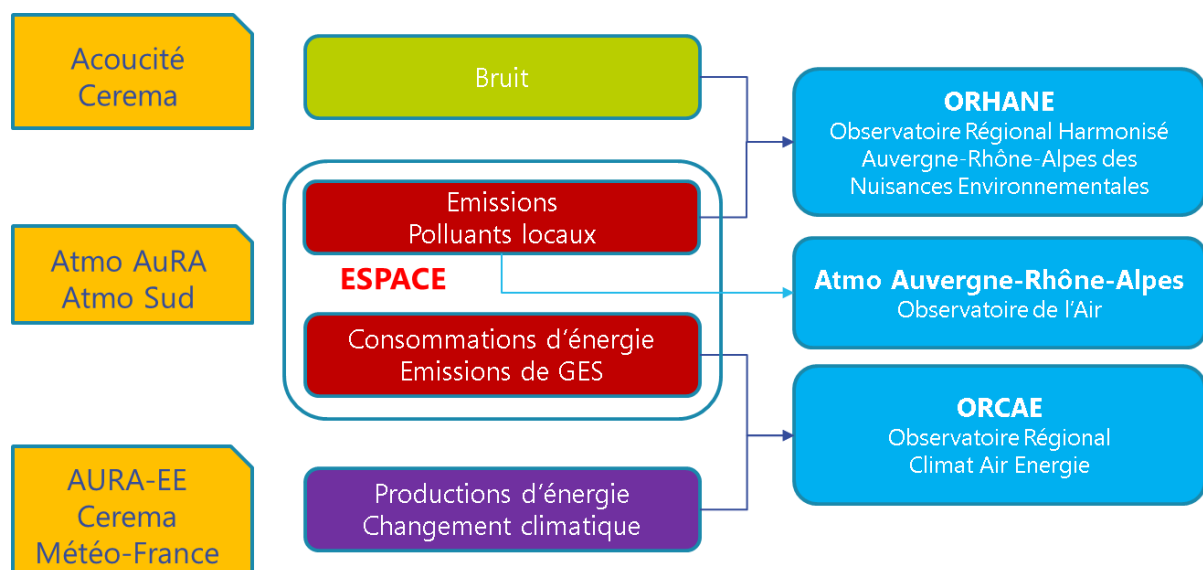 Acoucité
Cerema
Bruit
ORHANE
Observatoire Régional Harmonisé
Auvergne-Rhône-Alpes des
Nuisances Environnementales
Atmo AuRA
Atmo Sud
Emissions
Polluants locaux
ESPACE
Consommations d’énergie
Emissions de GES
Atmo Auvergne-Rhône-Alpes
Observatoire de l’Air
ORCAE
Observatoire Régional
Climat Air Energie
AURA-EE
Cerema
Météo-France
Productions d’énergie
Changement climatique